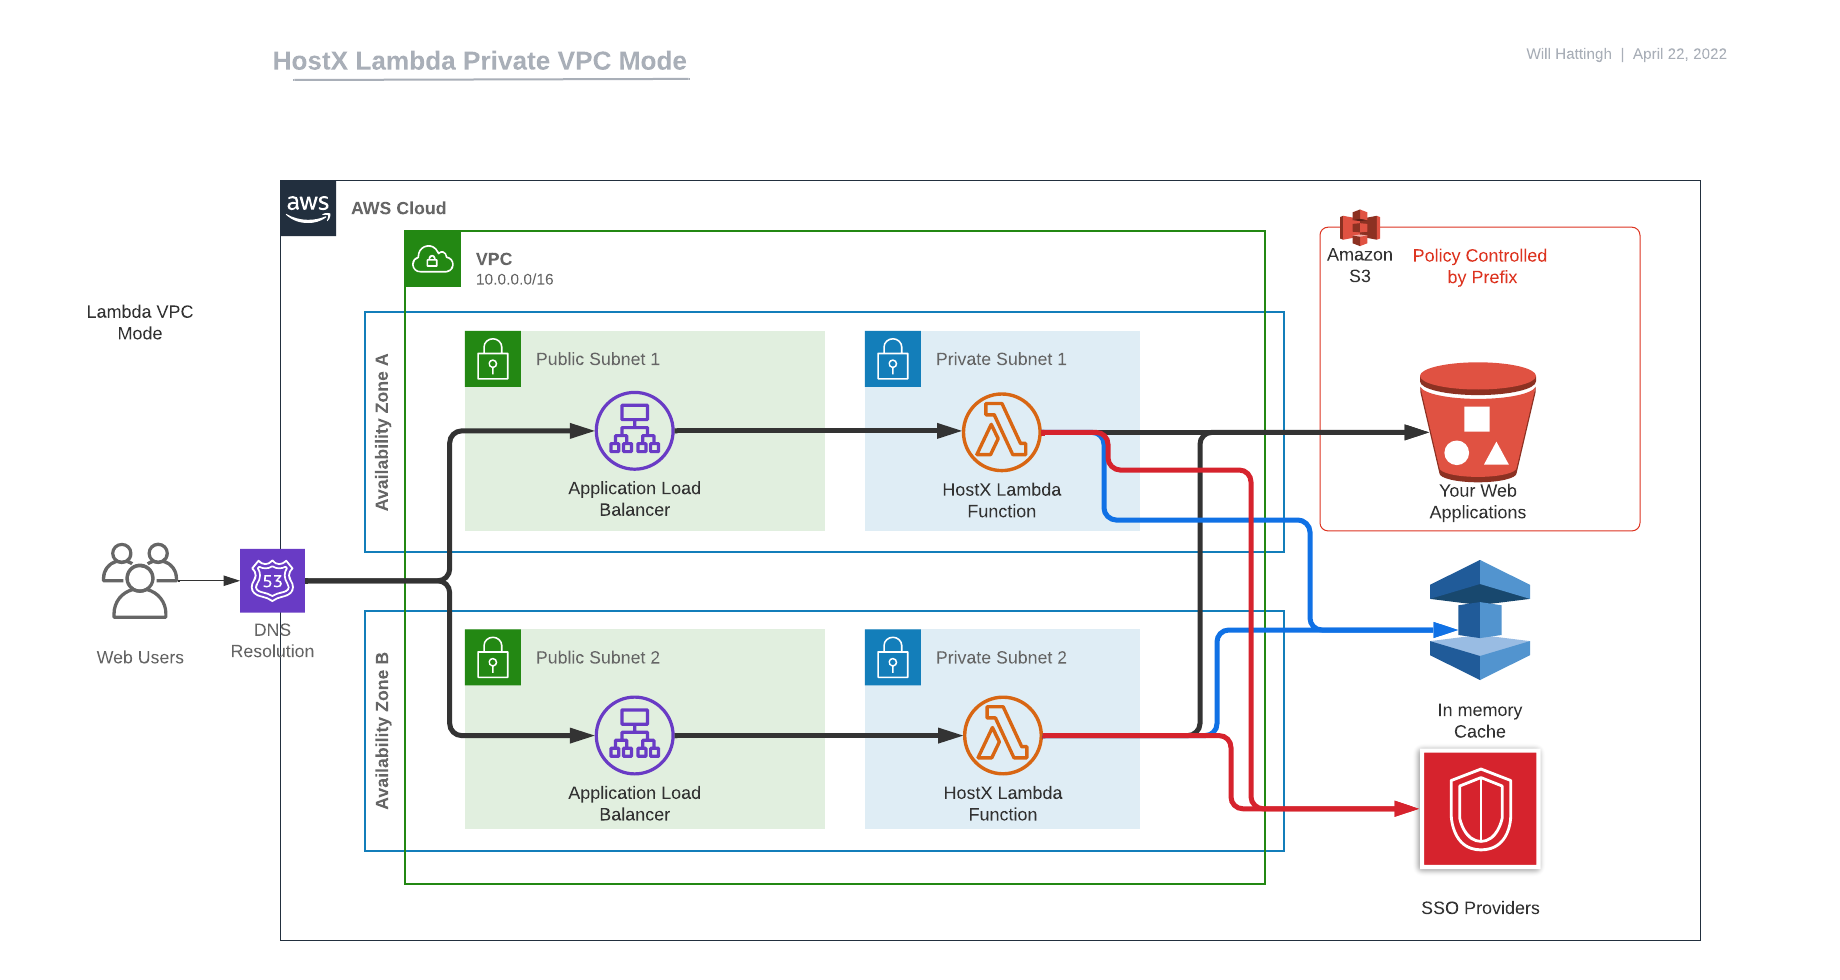 HostX Lambda Private VPC Mode
Will Hattingh | April 22, 2022
aws
AWS Cloud
VPC
10.0.0.0/16
Amazon
S3
Policy Controlled
by Prefix
Lambda VPC
Mode
Availability Zone A
Public Subnet 1
Private Subnet 1
Application Load
Balancer
HostX Lambda
Function
Your Web
Applications
53
DNS
Resolution
Web Users
Availability Zone B
Public Subnet 2
Private Subnet 2
Application Load
Balancer
HostX Lambda
Function
In memory
Cache
SSO Providers